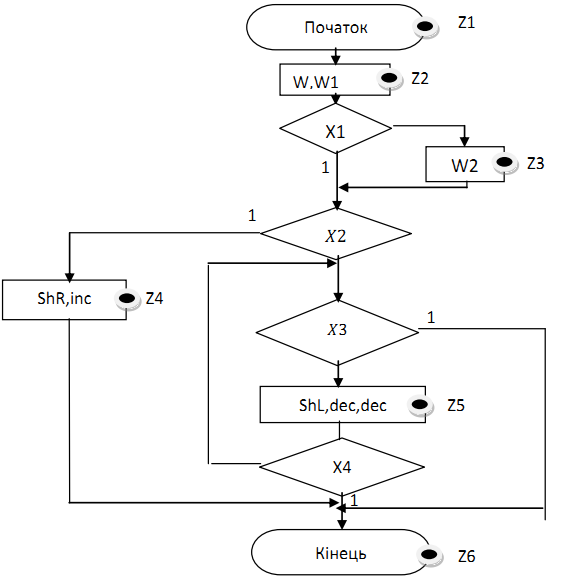 Початок
Z1
W,W1
Z2
X1
1
W2
Z3
1
X2
ShR,inc
Z4
X3
1
ShL,dec,dec
Z5
X4
1
Кінець
Z6